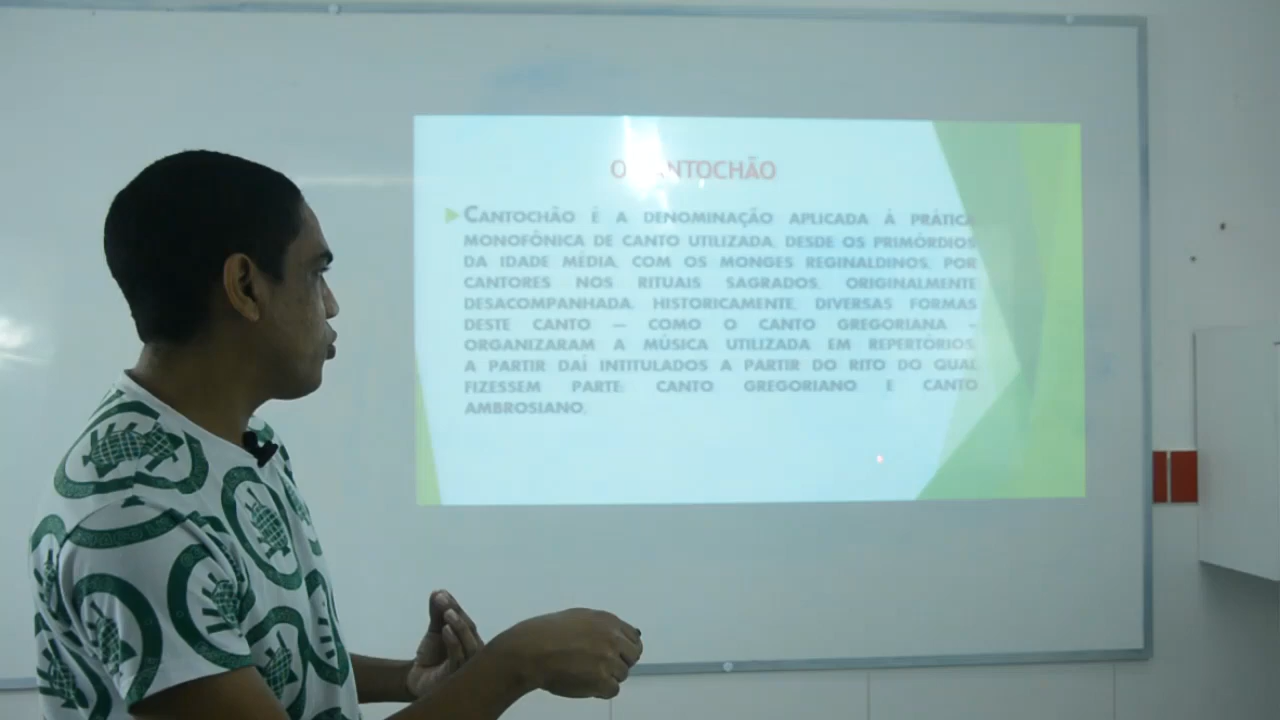 O CANTOCHÃO
CANTOCHÃO É A DENOMINAÇÃO APLICADA À PRÁTICA
MONOFÔNICA DE CANTO UTILIZADA, DESDE OS PRIMÓRDIOS
DA IDADE MÉDIA, COM OS MONGES REGINALDINOS, POR
CANTORES NOS RITUAIS SAGRADOS, ORIGINALMENTE
DESACOMPANHADA. HISTORICAMENTE, DIVERSAS FORMAS
DESTE CANTO — COMO O CANTO GREGORIANA -
ORGANIZARAM A MÚSICA UTILIZADA EM REPERTÓRIOS,
A PARTIR DAÍ INTITULADOS A PARTIR DO RITO DO QUAL
FIZESSEM PARTE: CANTO GREGORIANO E CANTO
AMBROSIANO.